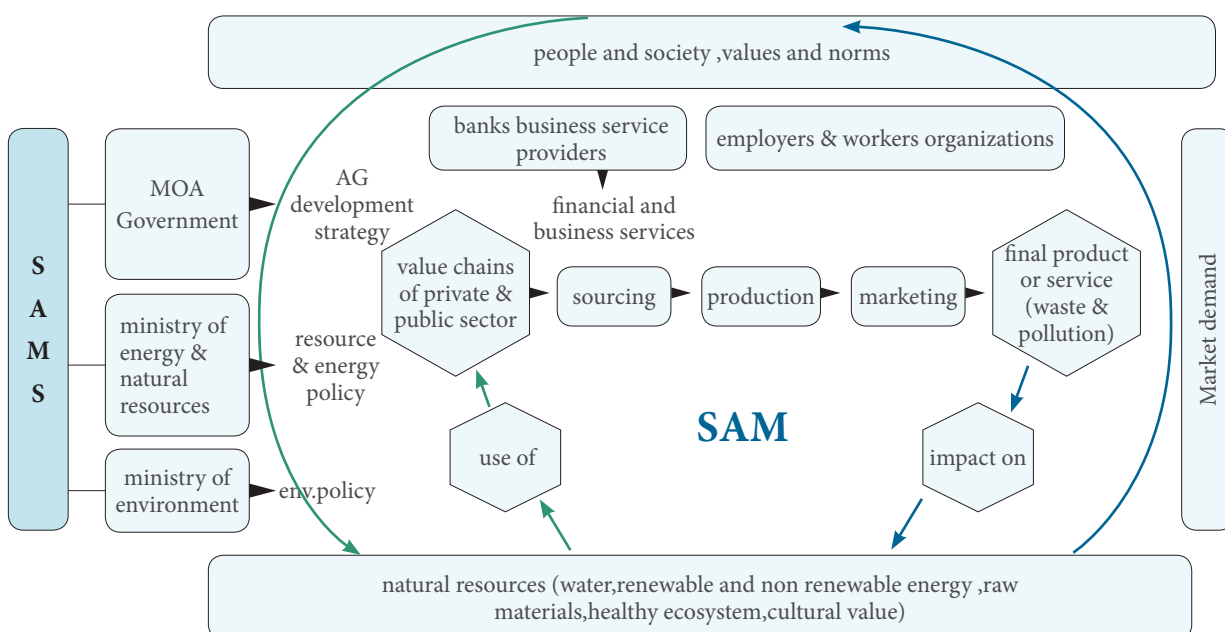 people and society ,values and norms
banks business service
providers
employers & workers organizations
S
A
M
S
MOA
Government
AG
development
strategy
financial and
business services
value chains
of private &
public sector
sourcing
production
marketing
final product
or service
(waste &
pollution)
Market demand
ministry of
energy &
natural
resources
resource
& energy
policy
SAM
use of
impact on
ministry of
environment
env.policy
natural resources (water,renewable and non renewable energy ,raw
materials,healthy ecosystem,cultural value)